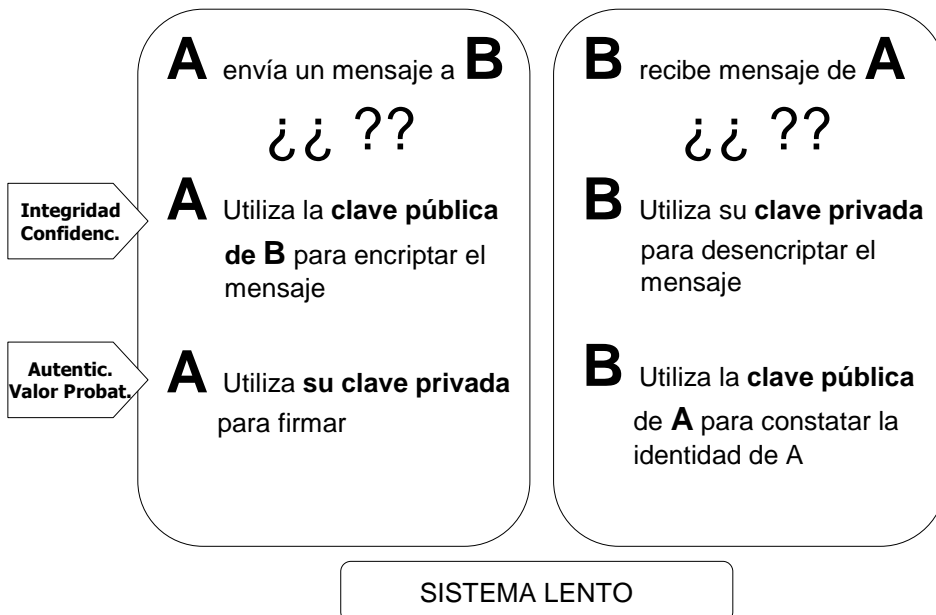 A envía un mensaje a B
¿¿ ??
Integridad
Confidenc.
A Utiliza la clave pública
de B para encriptar el
mensaje
Autentic.
Valor Probat.
A Utiliza su clave privada
para firmar
B recibe mensaje de A
¿¿ ??
B Utiliza su clave privada
para desencriptar el
mensaje
B Utiliza la clave pública
de A para constatar la
identidad de A
SISTEMA LENTO